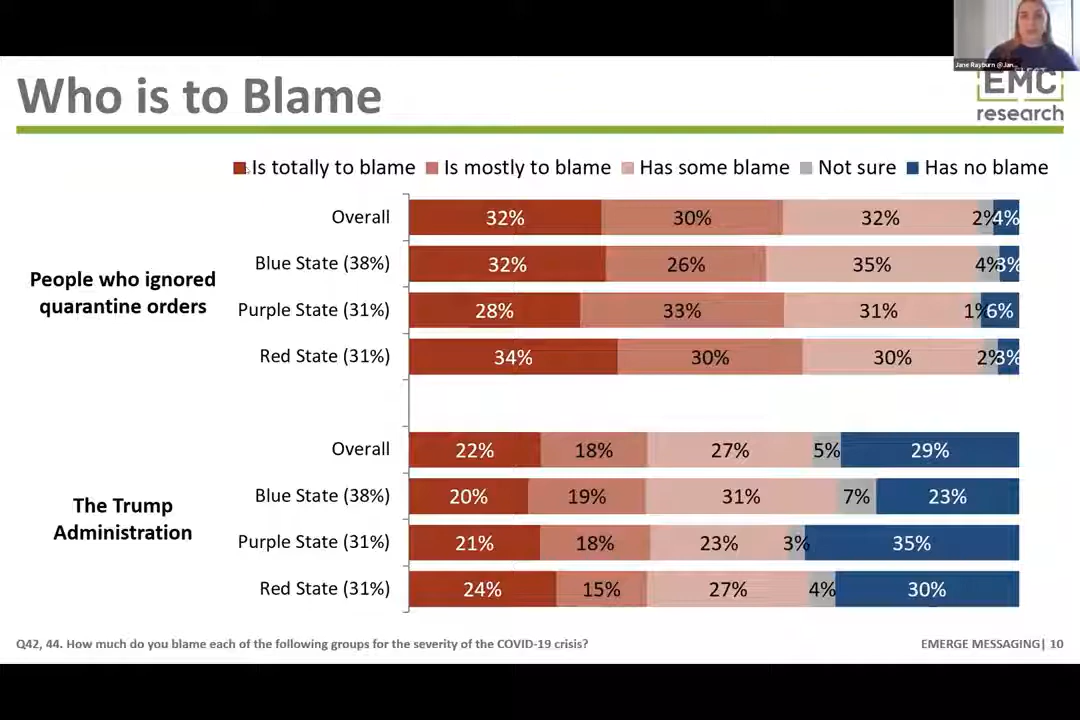 Jane Rayburn @Jan...
Who is to Blame
EMC
research
Is totally to blame Is mostly to blame Has some blame Not sure Has no blame
People who ignored
quarantine orders
Overall 32% 30% 32% 2% 4%
Blue State (38%) 32% 26% 35% 4% 3%
Purple State (31%) 28% 33% 31% 1% 6%
Red State (31%) 34% 30% 30% 2% 3%
The Trump
Administration
Overall 22% 18% 27% 5% 29%
Blue State (38%) 20% 19% 31% 7% 23%
Purple State (31%) 21% 18% 23% 3% 35%
Red State (31%) 24% 15% 27% 4% 30%
Q42, 44. How much do you blame each of the following groups for the severity of the COVID-19 crisis?
EMERGE MESSAGING| 10